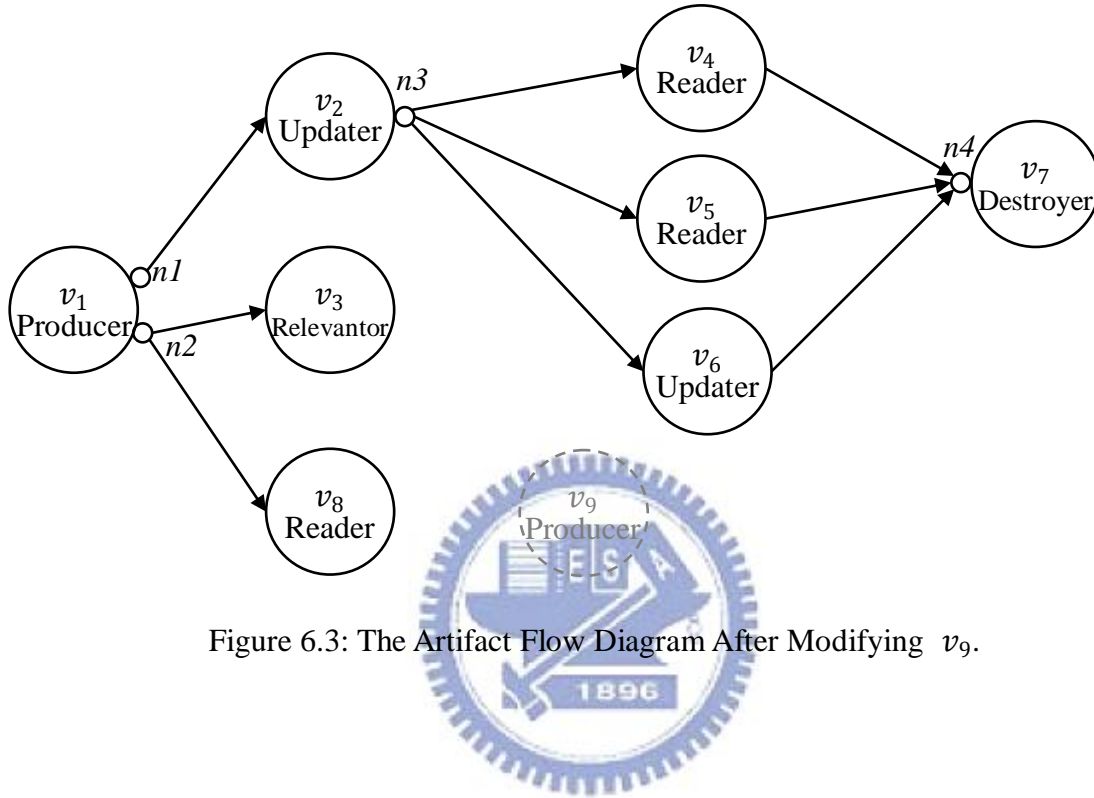 v₄
Reader
n3
v₂
Updater
n4
v₇
Destroyer
v₅
Reader
n1
v₁
Producer
v₃
Relevantor
n2
v₆
Updater
v₈
Reader
v₉
Producer
E S A
Figure 6.3: The Artifact Flow Diagram After Modifying v₉.
1896